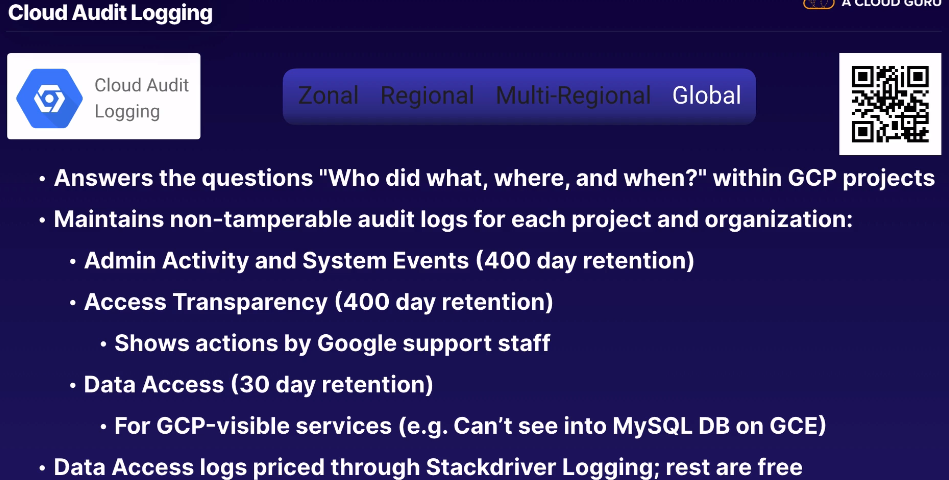 Cloud Audit Logging
A CLOUD GURU
Cloud Audit
Logging
Zonal Regional Multi-Regional Global
• Answers the questions "Who did what, where, and when?" within GCP projects
• Maintains non-tamperable audit logs for each project and organization:
• Admin Activity and System Events (400 day retention)
• Access Transparency (400 day retention)
• Shows actions by Google support staff
• Data Access (30 day retention)
• For GCP-visible services (e.g. Can't see into MySQL DB on GCE)
• Data Access logs priced through Stackdriver Logging; rest are free